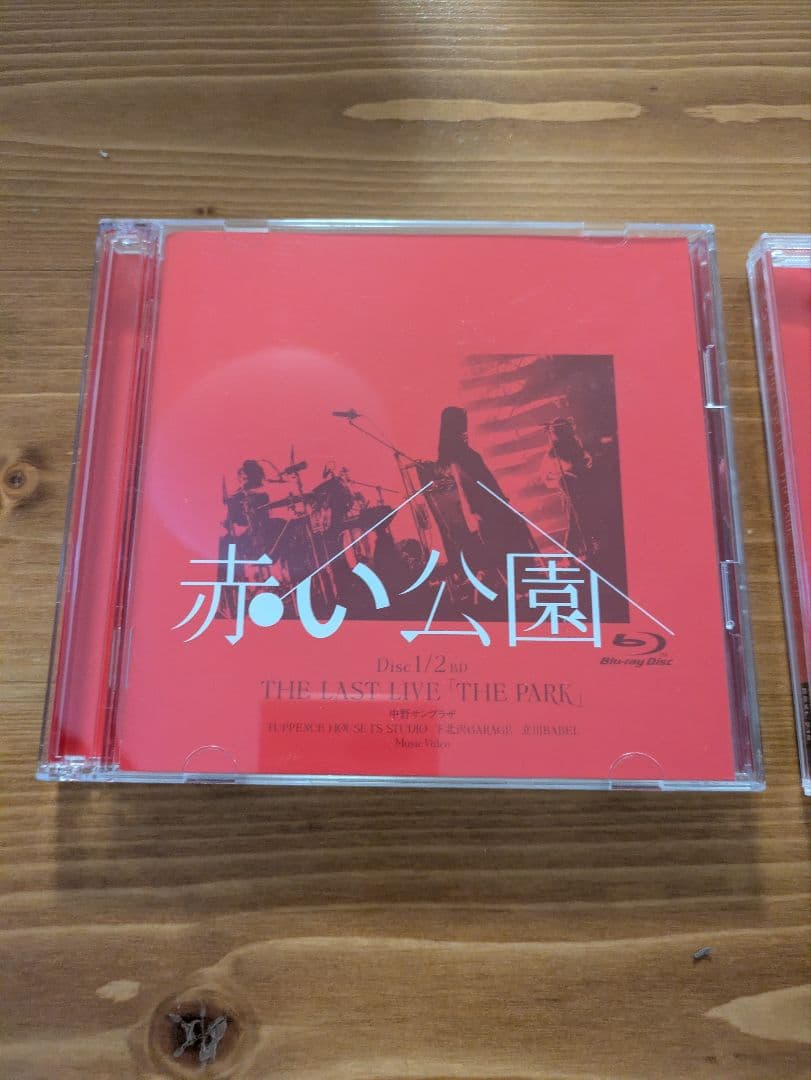 赤い公園
Blu-ray Disc
Disc 1/2 BD
THE LAST LIVE「THE PARK」
中野サンプラザ
TUPPENCE HOUSE I'S STUDIO 下北沢GARAGE 立川BABEL
Music Video